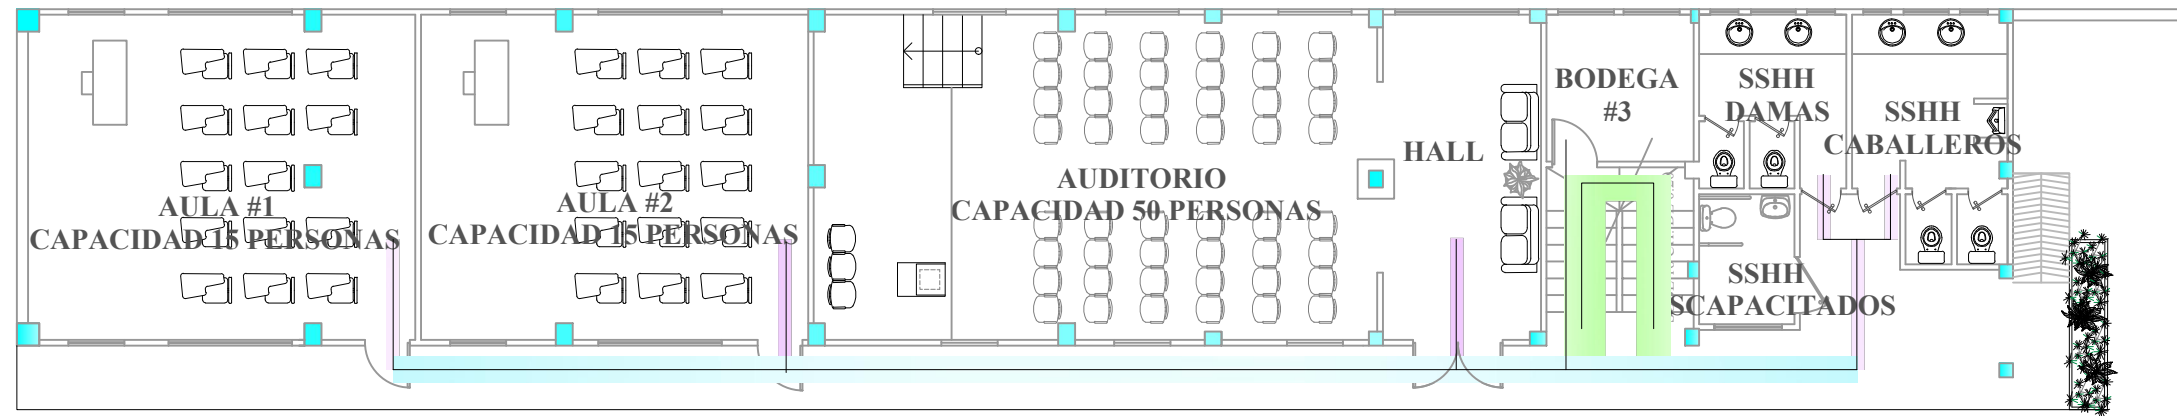 AULA #1
CAPACIDAD 15 PERSONAS
AULA #2
CAPACIDAD 15 PERSONAS
AUDITORIO
CAPACIDAD 50 PERSONAS
HALL
BODEGA
#3
SSHH
DAMAS
SSHH
CABALLEROS
SSHH
SCAPACITADOS